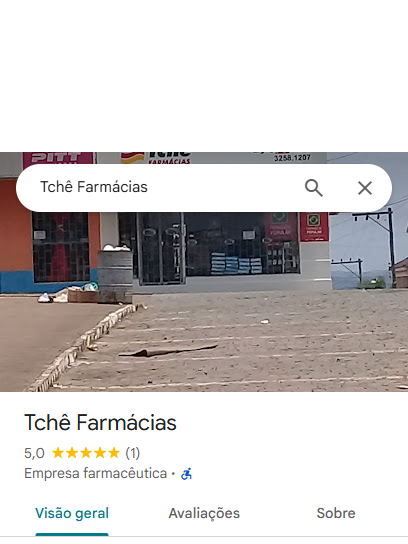 PITT
Tchê
FARMÁCIAS
3258.1207
Tchê Farmácias
POPULAR
Tchê Farmácias
5,0 (1)
Empresa farmacêutica ·
Visão geral
Avaliações
Sobre